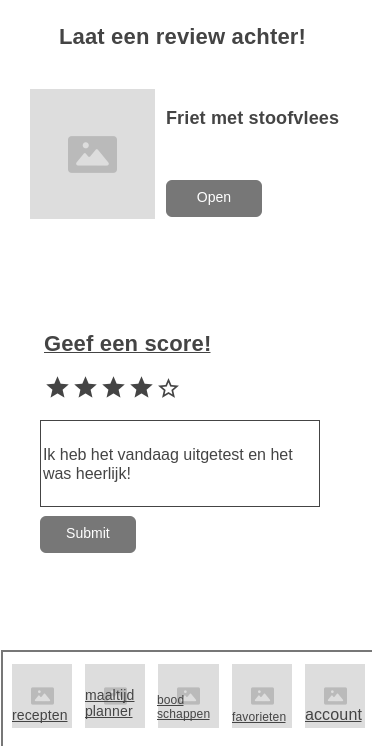 Laat een review achter!
Friet met stoofvlees
Open
Geef een score!
Ik heb het vandaag uitgetest en het
was heerlijk!
Submit
recepten
maaltijd
planner
bood
schappen
favorieten
account